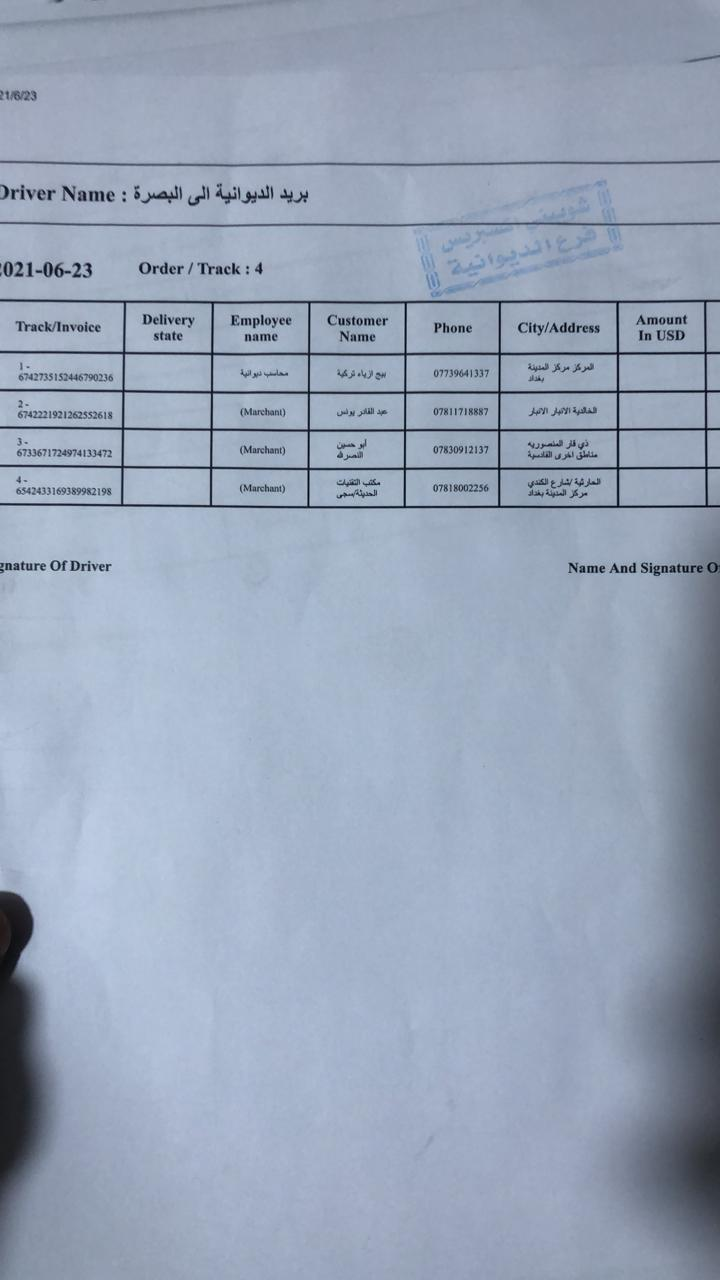 21/6/23
Driver Name : بريد الديوانية الى البصرة
شوبيني اكسبريس
فرع الديوانية
2021-06-23 Order / Track : 4
Track/Invoice Delivery state Employee name Customer Name Phone City/Address Amount In USD
1 - 6742735152446790236 محاسب ديوانية بيج ازياء تركية 07739641337 المركز مركز المدينة بغداد
2 - 6742221921262552618 (Marchant) عبد القادر يونس 07811718887 الخالدية الانبار الانبار
3 - 6733671724974133472 (Marchant) أبو حسين النصرالله 07830912137 ذي قار المنصوريه مناطق اخرى القادسية
4 - 6542433169389982198 (Marchant) مكتب التقنيات الحديثة/سجى 07818002256 الحارثية /شارع الكندي مركز المدينة بغداد
gnature Of Driver Name And Signature O